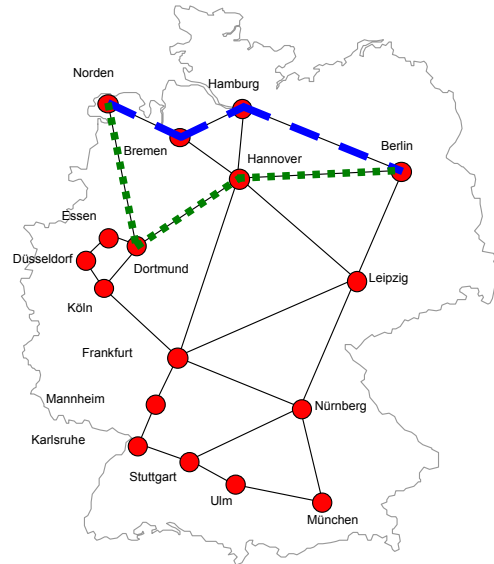 Norden
Hamburg
Bremen
Hannover
Berlin
Essen
Düsseldorf
Dortmund
Köln
Leipzig
Frankfurt
Mannheim
Nürnberg
Karlsruhe
Stuttgart
Ulm
München